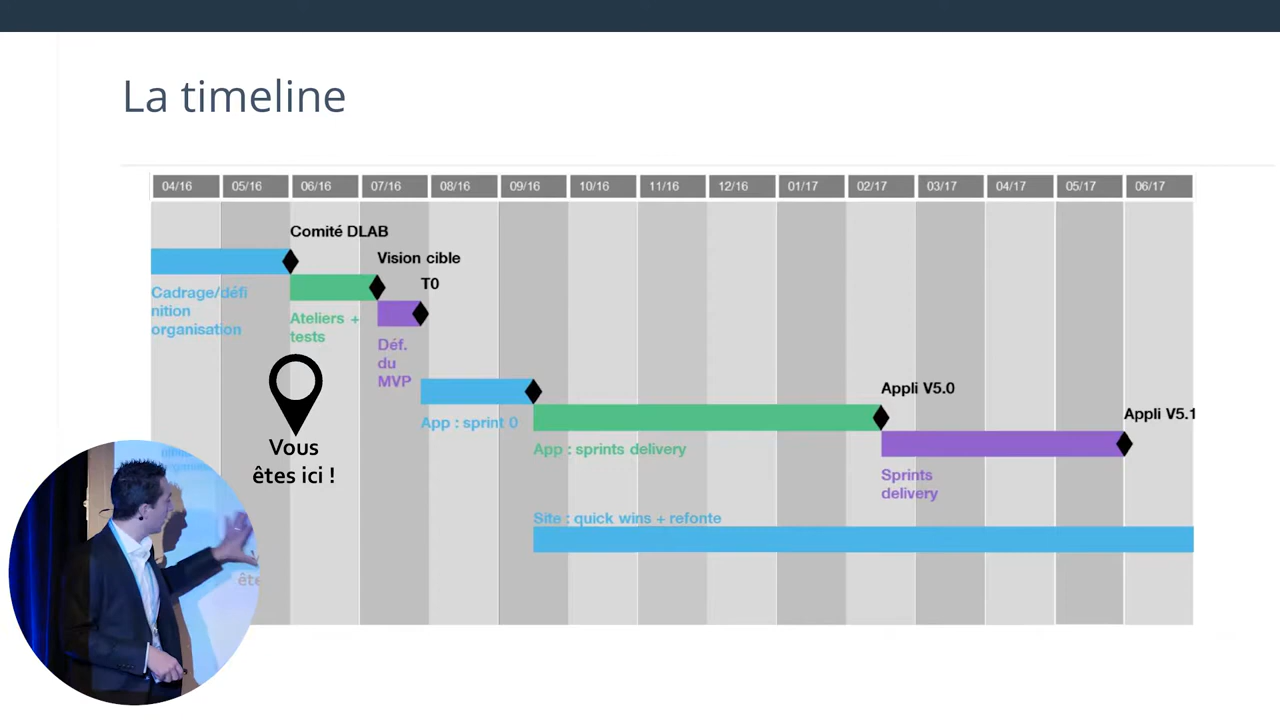 La timeline
04/16 05/16 06/16 07/16 08/16 09/16 10/16 11/16 12/16 01/17 02/17 03/17 04/17 05/17 06/17
Comité DLAB
Vision cible
T0
Cadrage/défi
nition
organisation
Ateliers +
tests
Déf.
du
MVP
Appli V5.0
Appli V5.1
App : sprint 0
App : sprints delivery
Sprints
delivery
Vous
êtes ici !
Site : quick wins + refonte